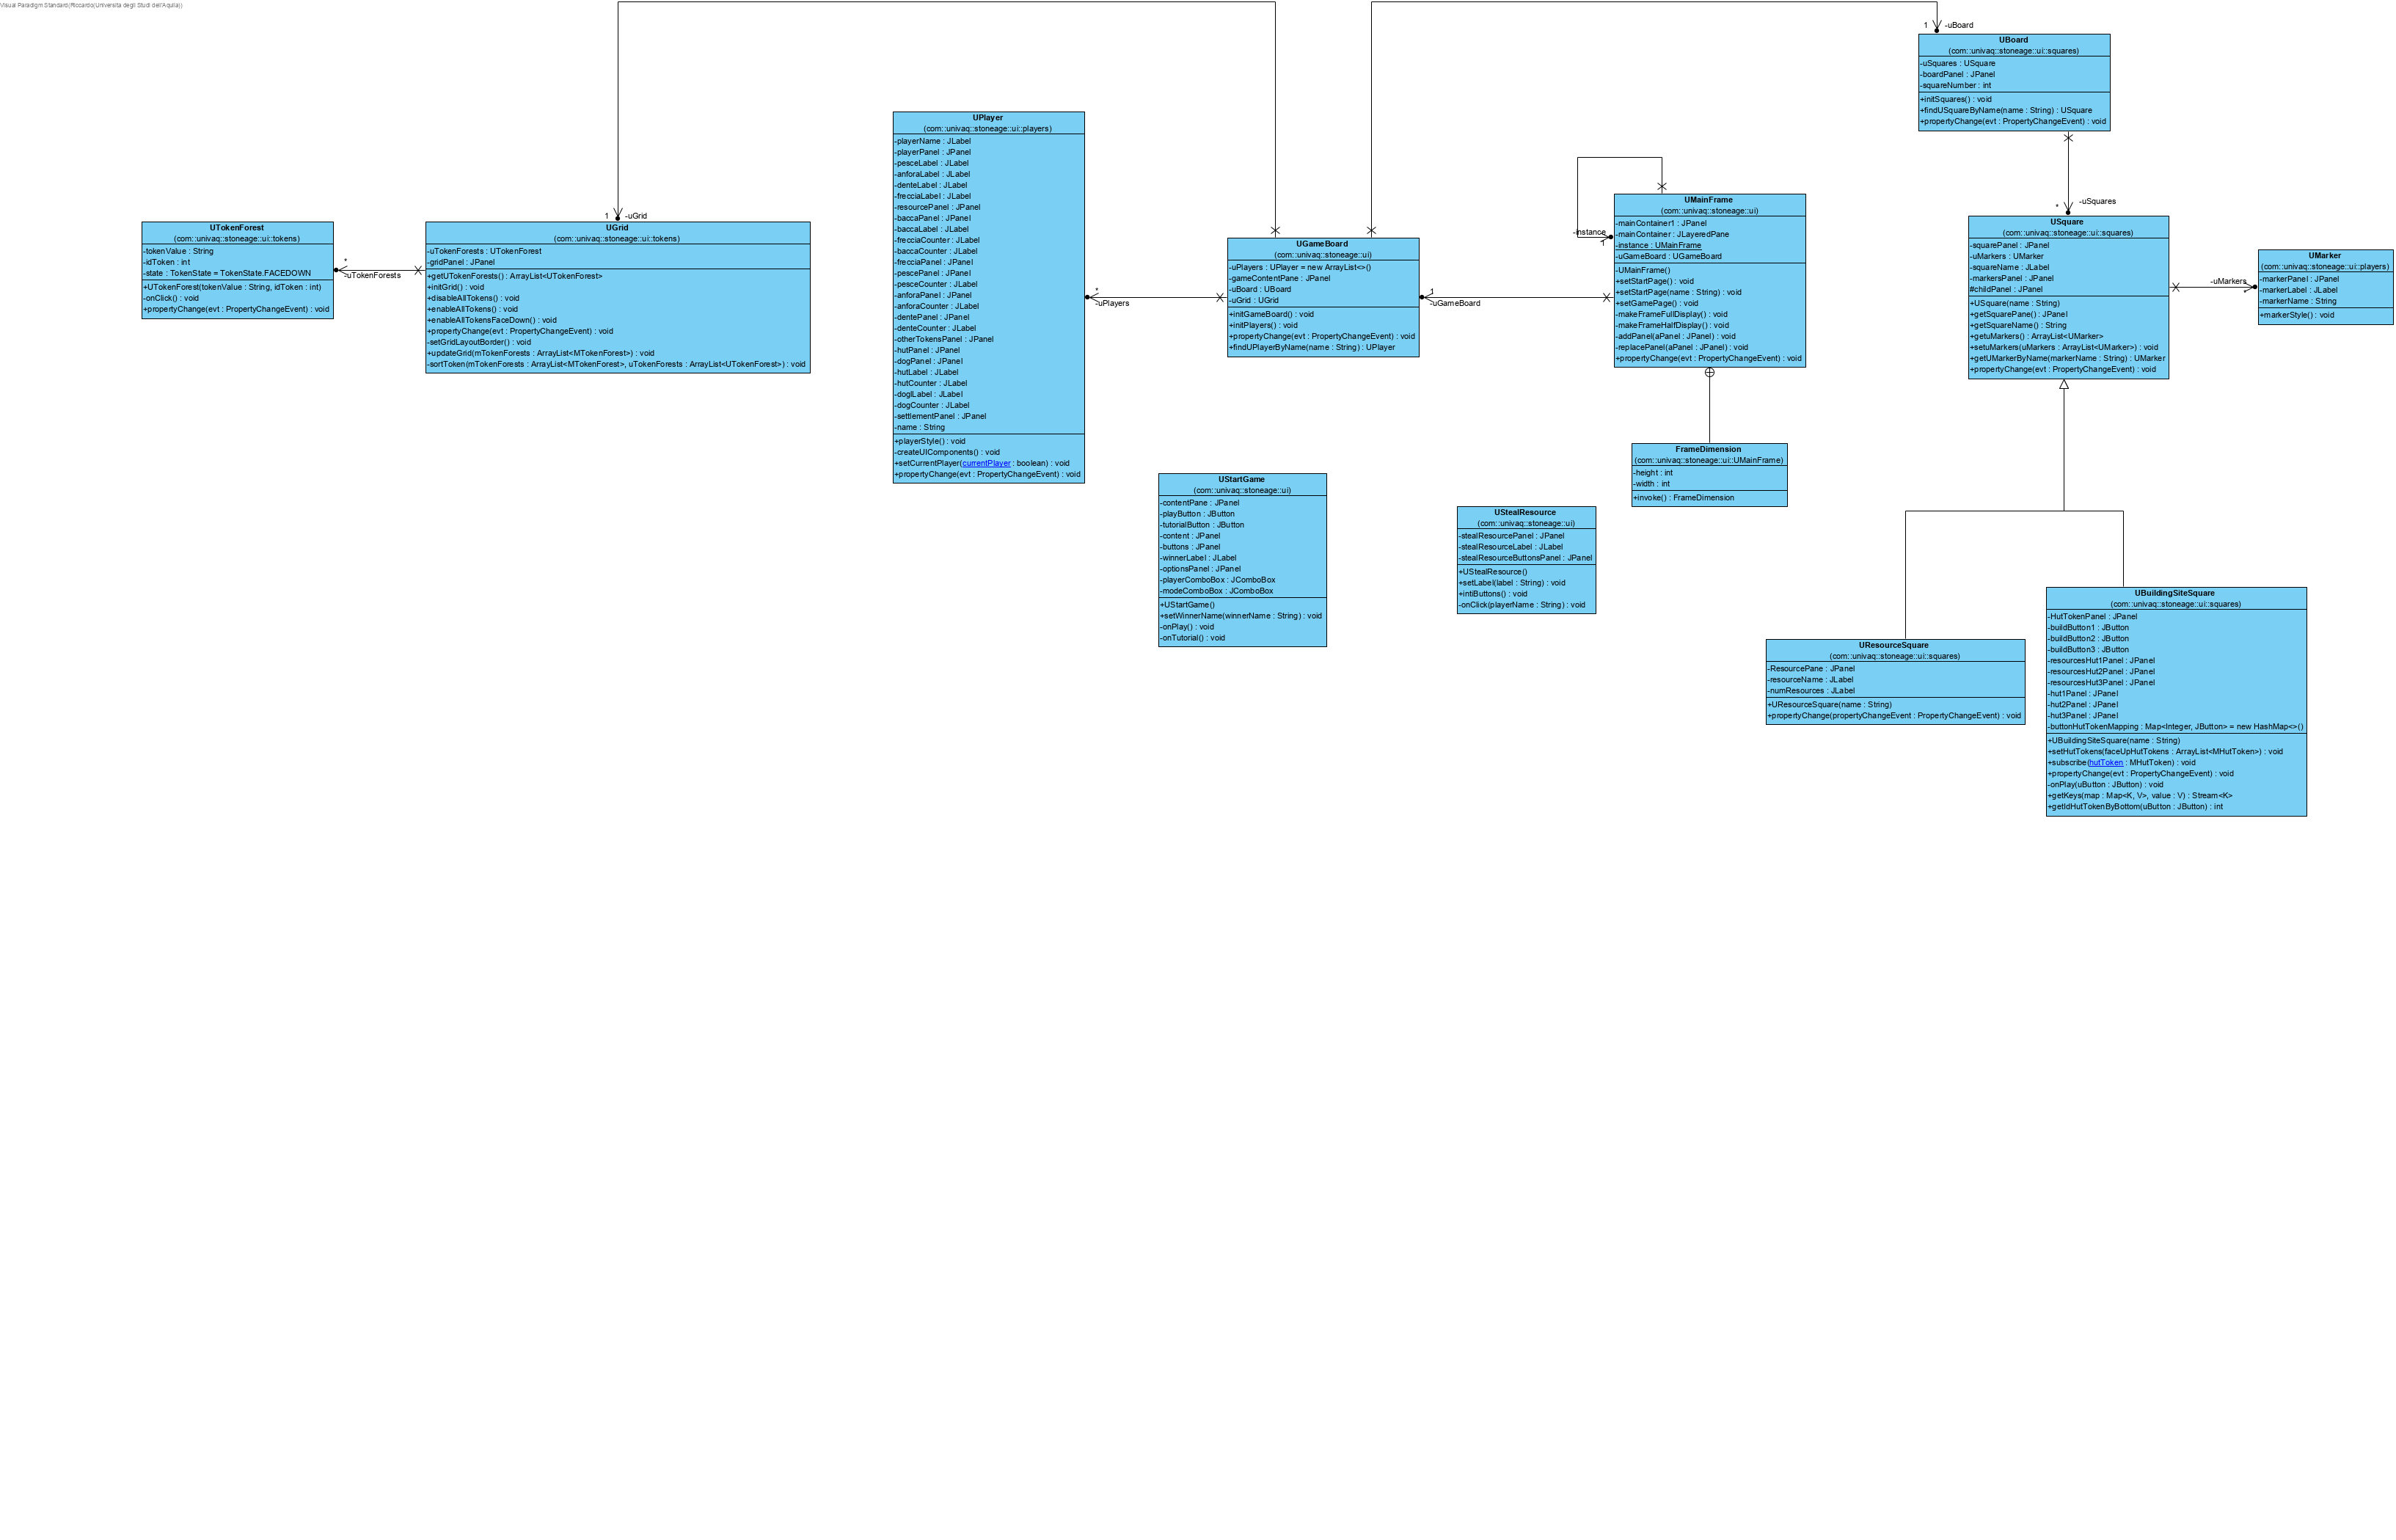 Visual Paradigm Standard(Riccardo(Universita degli Studi dell'Aquila))
1
-uBoard
UBoard
(com::univaq::stoneage::ui::squares)
-uSquares : USquare
-boardPanel : JPanel
-squareNumber : int
+initSquares() : void
+findUSquareByName(name : String) : USquare
+propertyChange(evt : PropertyChangeEvent) : void
UPlayer
(com::univaq::stoneage::ui::players)
-playerName : JLabel
-playerPanel : JPanel
-pesceLabel : JLabel
-anforaLabel : JLabel
-denteLabel : JLabel
-frecciaLabel : JLabel
-resourcePanel : JPanel
-baccaPanel : JPanel
-baccaLabel : JLabel
-frecciaCounter : JLabel
-baccaCounter : JLabel
-frecciaPanel : JPanel
-pescePanel : JPanel
-pesceCounter : JLabel
-anforaPanel : JPanel
-anforaCounter : JLabel
-dentePanel : JPanel
-denteCounter : JLabel
-otherTokensPanel : JPanel
-hutPanel : JPanel
-dogPanel : JPanel
-hutLabel : JLabel
-hutCounter : JLabel
-doglLabel : JLabel
-dogCounter : JLabel
-settlementPanel : JPanel
-name : String
+playerStyle() : void
-createUIComponents() : void
+setCurrentPlayer(currentPlayer : boolean) : void
+propertyChange(evt : PropertyChangeEvent) : void
1
-uGrid
UTokenForest
(com::univaq::stoneage::ui::tokens)
-tokenValue : String
-idToken : int
-state : TokenState = TokenState.FACEDOWN
+UTokenForest(tokenValue : String, idToken : int)
-onClick() : void
+propertyChange(evt : PropertyChangeEvent) : void
*
-uTokenForests
UGrid
(com::univaq::stoneage::ui::tokens)
-uTokenForests : UTokenForest
-gridPanel : JPanel
+getUTokenForests() : ArrayList<UTokenForest>
+initGrid() : void
+disableAllTokens() : void
+enableAllTokens() : void
+enableAllTokensFaceDown() : void
+propertyChange(evt : PropertyChangeEvent) : void
-setGridLayoutBorder() : void
+updateGrid(mTokenForests : ArrayList<MTokenForest>) : void
-sortToken(mTokenForests : ArrayList<MTokenForest>, uTokenForests : ArrayList<UTokenForest>) : void
*
-uPlayers
UGameBoard
(com::univaq::stoneage::ui)
-uPlayers : UPlayer = new ArrayList<>()
-gameContentPane : JPanel
-uBoard : UBoard
-uGrid : UGrid
+initGameBoard() : void
+initPlayers() : void
+propertyChange(evt : PropertyChangeEvent) : void
+findUPlayerByName(name : String) : UPlayer
1
-uGameBoard
-instance
1
UMainFrame
(com::univaq::stoneage::ui)
-mainContainer1 : JPanel
-mainContainer : JLayeredPane
-instance : UMainFrame
-uGameBoard : UGameBoard
-UMainFrame()
+setStartPage() : void
+setStartPage(name : String) : void
+setGamePage() : void
-makeFrameFullDisplay() : void
-makeFrameHalfDisplay() : void
-addPanel(aPanel : JPanel) : void
-replacePanel(aPanel : JPanel) : void
+propertyChange(evt : PropertyChangeEvent) : void
*
-uSquares
USquare
(com::univaq::stoneage::ui::squares)
-squarePanel : JPanel
-uMarkers : UMarker
-squareName : JLabel
-markersPanel : JPanel
#childPanel : JPanel
+USquare(name : String)
+getSquarePane() : JPanel
+getSquareName() : String
+getuMarkers() : ArrayList<UMarker>
+setuMarkers(uMarkers : ArrayList<UMarker>) : void
+getUMarkerByName(markerName : String) : UMarker
+propertyChange(evt : PropertyChangeEvent) : void
-uMarkers
*
UMarker
(com::univaq::stoneage::ui::players)
-markerPanel : JPanel
-markerLabel : JLabel
-markerName : String
+markerStyle() : void
FrameDimension
(com::univaq::stoneage::ui::UMainFrame)
-height : int
-width : int
+invoke() : FrameDimension
UStartGame
(com::univaq::stoneage::ui)
-contentPane : JPanel
-playButton : JButton
-tutorialButton : JButton
-content : JPanel
-buttons : JPanel
-winnerLabel : JLabel
-optionsPanel : JPanel
-playerComboBox : JComboBox
-modeComboBox : JComboBox
+UStartGame()
+setWinnerName(winnerName : String) : void
-onPlay() : void
-onTutorial() : void
UStealResource
(com::univaq::stoneage::ui)
-stealResourcePanel : JPanel
-stealResourceLabel : JLabel
-stealResourceButtonsPanel : JPanel
+UStealResource()
+setLabel(label : String) : void
+intiButtons() : void
-onClick(playerName : String) : void
UResourceSquare
(com::univaq::stoneage::ui::squares)
-ResourcePane : JPanel
-resourceName : JLabel
-numResources : JLabel
+UResourceSquare(name : String)
+propertyChange(propertyChangeEvent : PropertyChangeEvent) : void
UBuildingSiteSquare
(com::univaq::stoneage::ui::squares)
-HutTokenPanel : JPanel
-buildButton1 : JButton
-buildButton2 : JButton
-buildButton3 : JButton
-resourcesHut1Panel : JPanel
-resourcesHut2Panel : JPanel
-resourcesHut3Panel : JPanel
-hut1Panel : JPanel
-hut2Panel : JPanel
-hut3Panel : JPanel
-buttonHutTokenMapping : Map<Integer, JButton> = new HashMap<>()
+UBuildingSiteSquare(name : String)
+setHutTokens(faceUpHutTokens : ArrayList<MHutToken>) : void
+subscribe(hutToken : MHutToken) : void
+propertyChange(evt : PropertyChangeEvent) : void
-onPlay(uButton : JButton) : void
+getKeys(map : Map<K, V>, value : V) : Stream<K>
+getIdHutTokenByBottom(uButton : JButton) : int